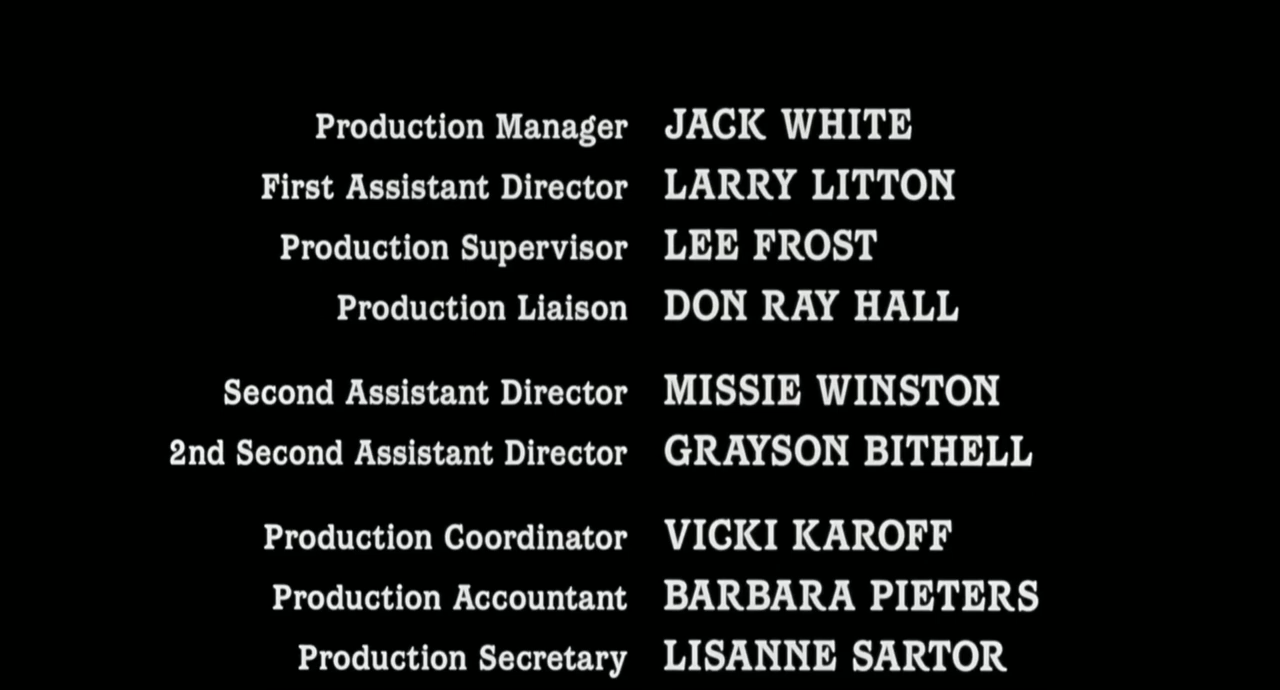 Production Manager JACK WHITE
First Assistant Director LARRY LITTON
Production Supervisor LEE FROST
Production Liaison DON RAY HALL
Second Assistant Director MISSIE WINSTON
2nd Second Assistant Director GRAYSON BITHELL
Production Coordinator VICKI KAROFF
Production Accountant BARBARA PIETERS
Production Secretary LISANNE SARTOR